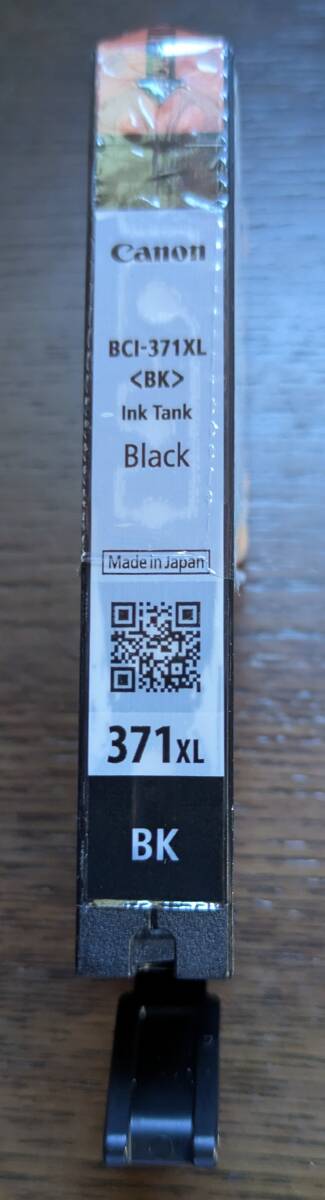 Canon
BCI-371XL
<BK>
Ink Tank
Black
Made in Japan
371XL
BK